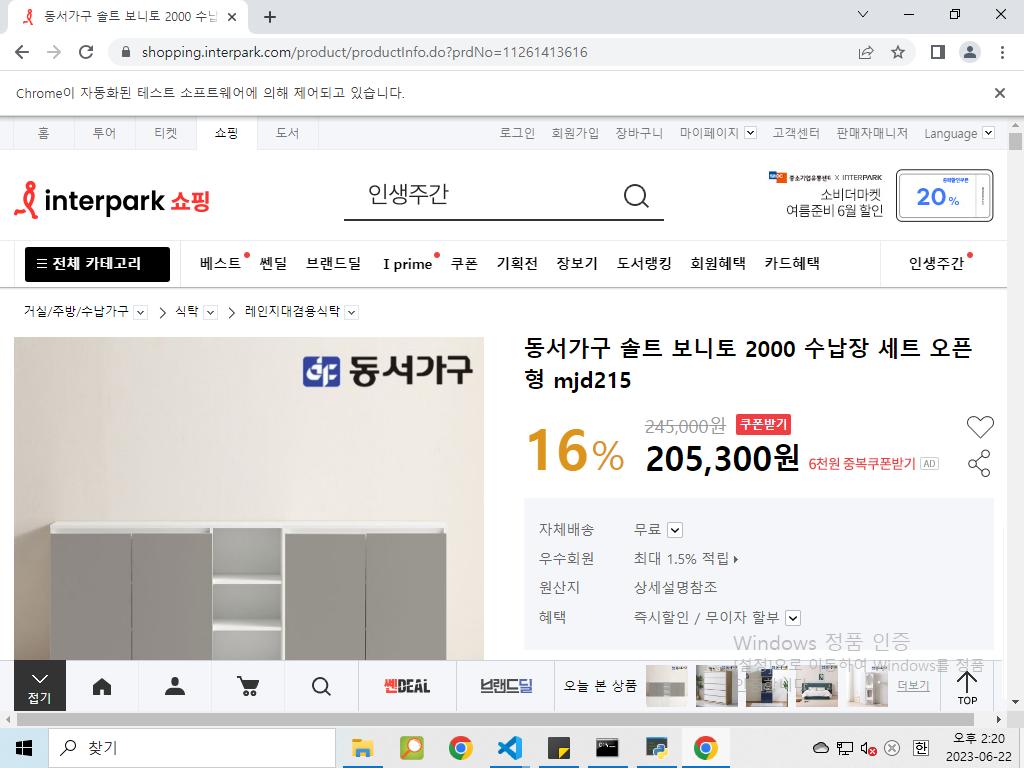 동서가구 솔트 보니토 2000 수납
shopping.interpark.com/product/productInfo.do?prdNo=11261413616
Chrome이 자동화된 테스트 소프트웨어에 의해 제어되고 있습니다.
홈 투어 티켓 쇼핑 도서 로그인 회원가입 장바구니 마이페이지 고객센터 판매자매니저 Language
interpark 쇼핑
인생주간
중소기업유통센터 X INTERPARK
소비더마켓
여름준비 6월 할인
중복할인쿠폰
20%
전체 카테고리 베스트 쎈딜 브랜드딜 I prime 쿠폰 기획전 장보기 도서랭킹 회원혜택 카드혜택 인생주간
거실/주방/수납가구 식탁 레인지대겸용식탁
동서가구
동서가구 솔트 보니토 2000 수납장 세트 오픈
형 mjd215
16%
245,000원 쿠폰받기
205,300원 6천원 중복쿠폰받기 AD
자체배송 무료
우수회원 최대 1.5% 적립
원산지 상세설명참조
혜택 즉시할인 / 무이자 할부
Windows 정품 인증
[설정]으로 이동하여 Windows를 정품
접기 쎈DEAL 브랜드딜 오늘 본 상품 더보기 TOP
찾기
한
오후 2:20
2023-06-22